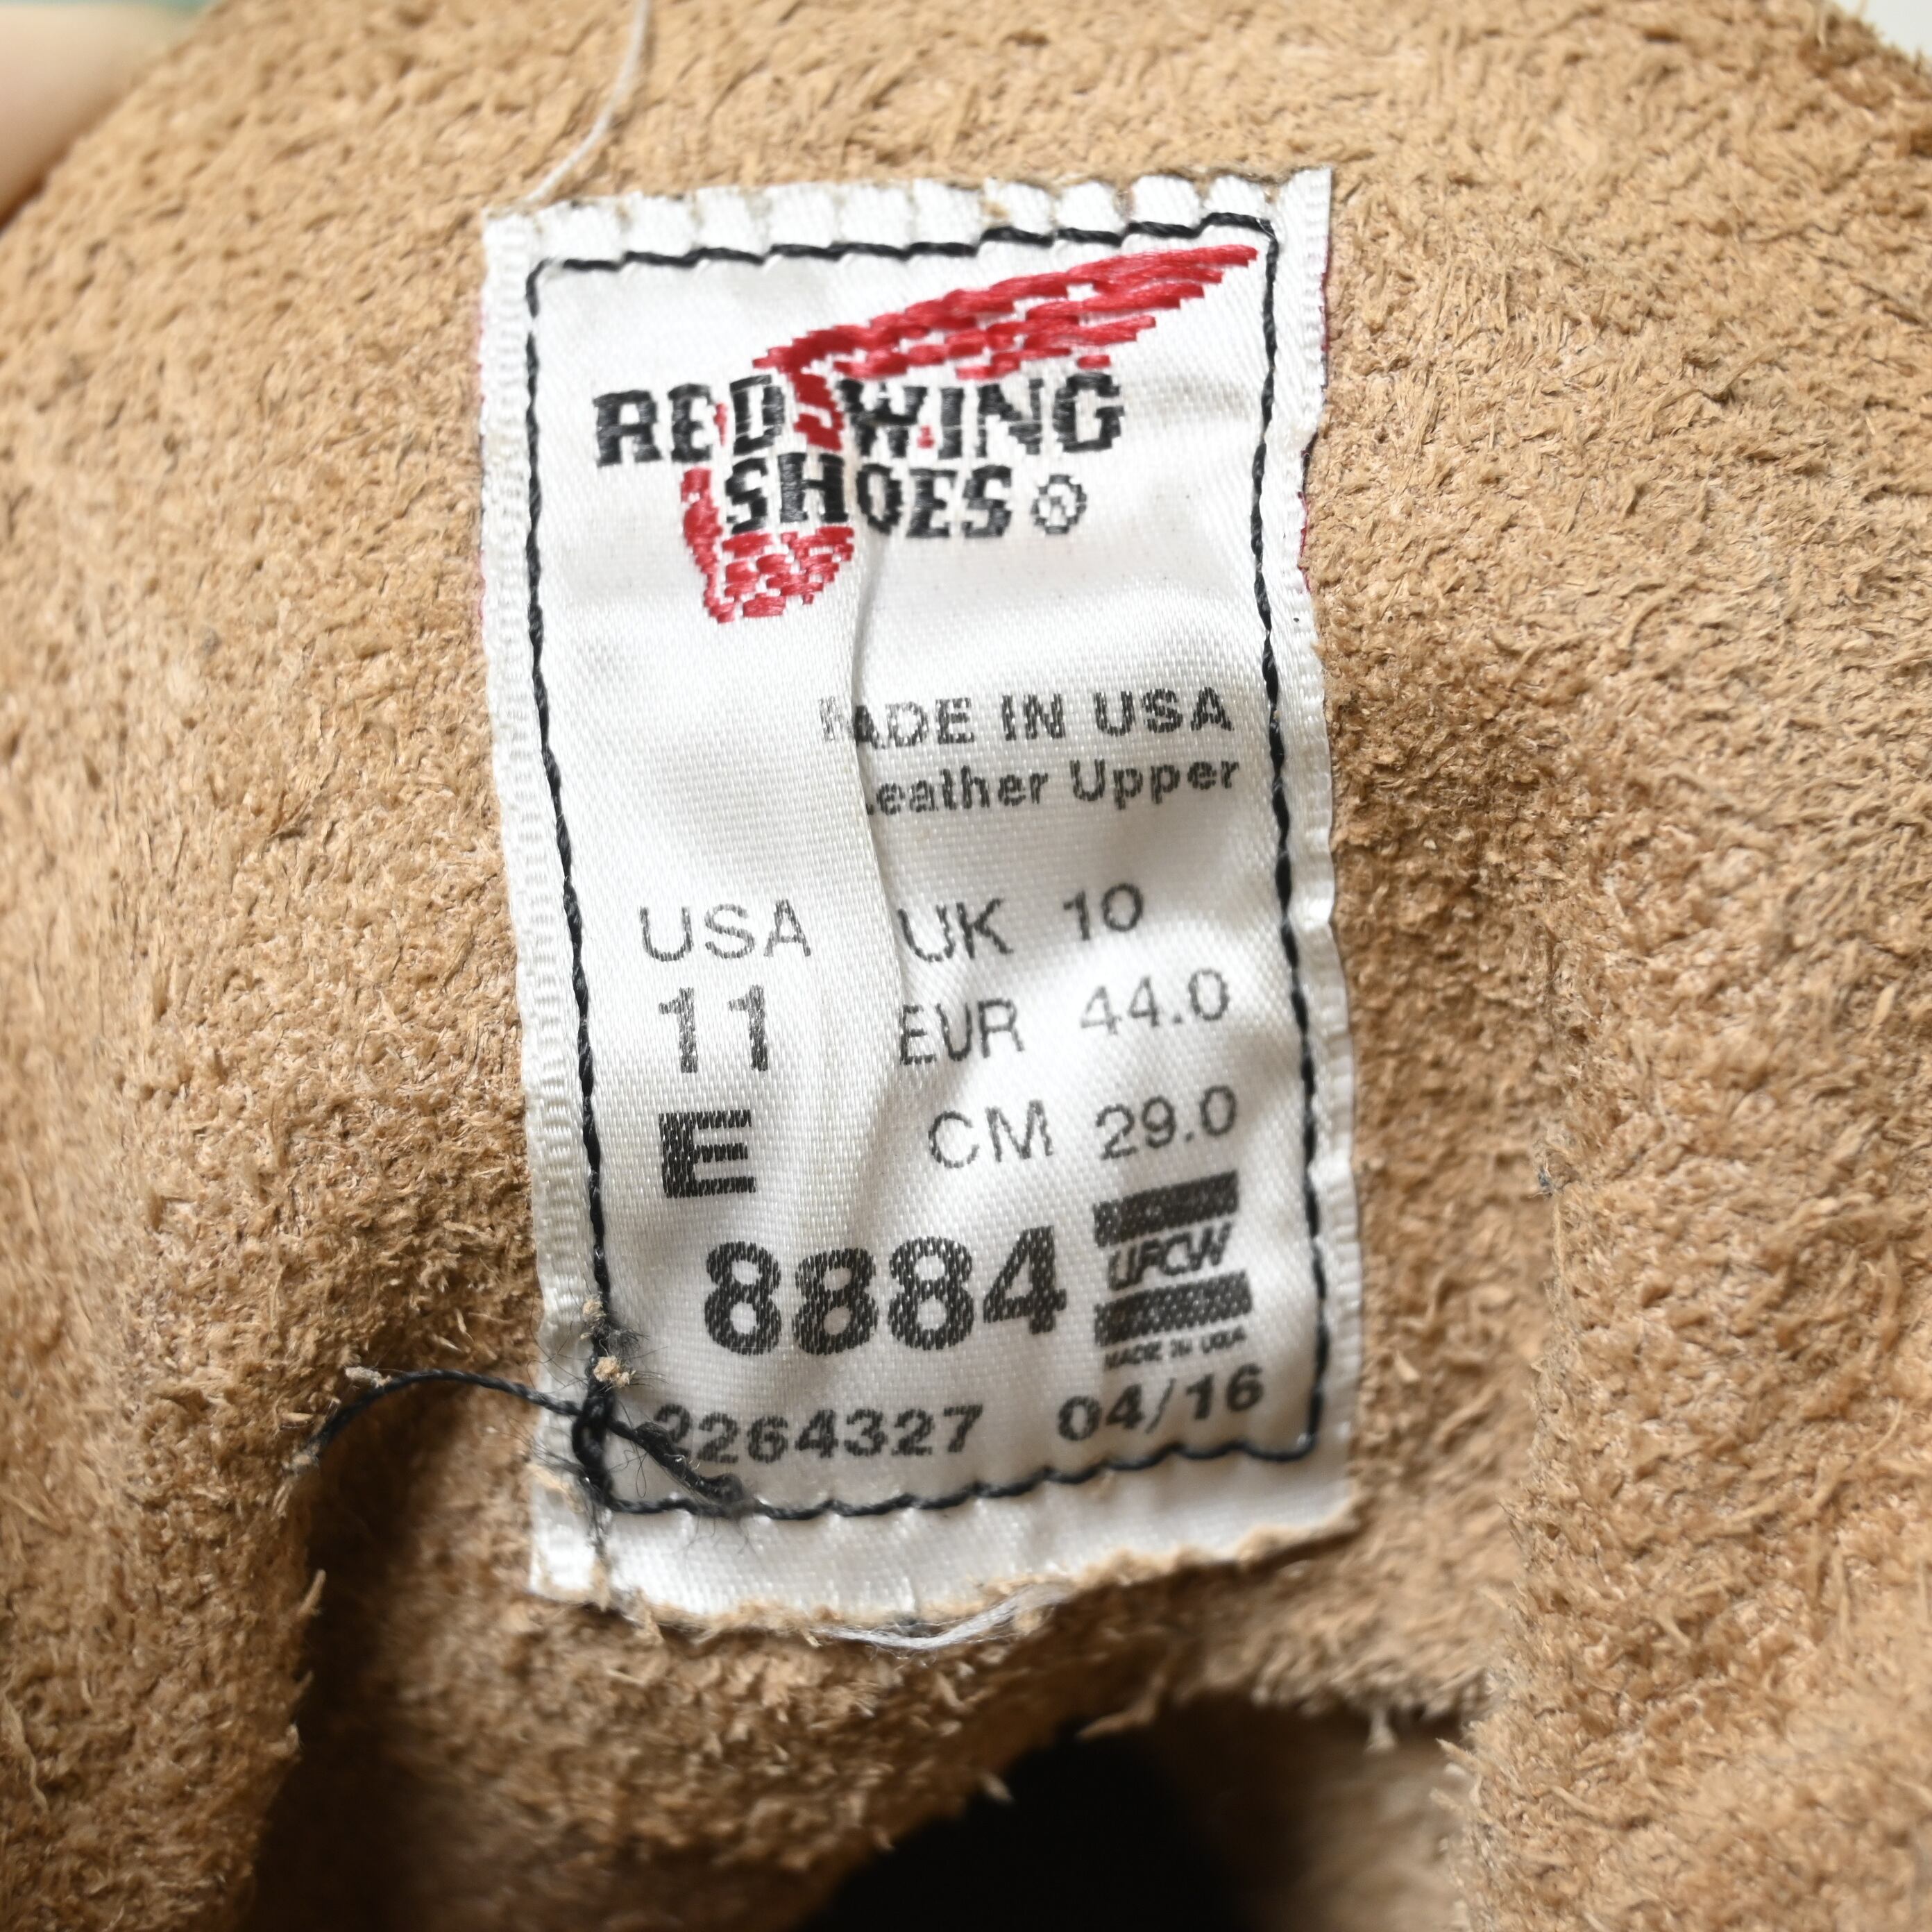 RED WING
SHOES ®
MADE IN USA
Leather Upper
USA UK 10
11 EUR 44.0
E CM 29.0
8884 UFCW
MADE IN USA
2264327 04/16